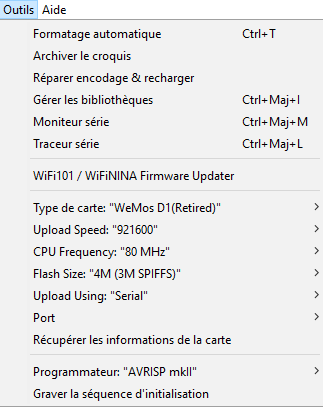 Outils Aide
Formatage automatique Ctrl+T
Archiver le croquis
Réparer encodage & recharger
Gérer les bibliothèques Ctrl+Maj+I
Moniteur série Ctrl+Maj+M
Traceur série Ctrl+Maj+L
WiFi101 / WiFiNINA Firmware Updater
Type de carte: "WeMos D1(Retired)"
Upload Speed: "921600"
CPU Frequency: "80 MHz"
Flash Size: "4M (3M SPIFFS)"
Upload Using: "Serial"
Port
Récupérer les informations de la carte
Programmateur: "AVRISP mkII"
Graver la séquence d'initialisation